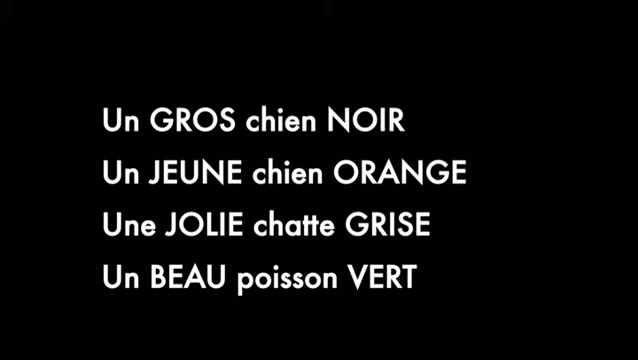 Un GROS chien NOIR
Un JEUNE chien ORANGE
Une JOLIE chatte GRISE
Un BEAU poisson VERT